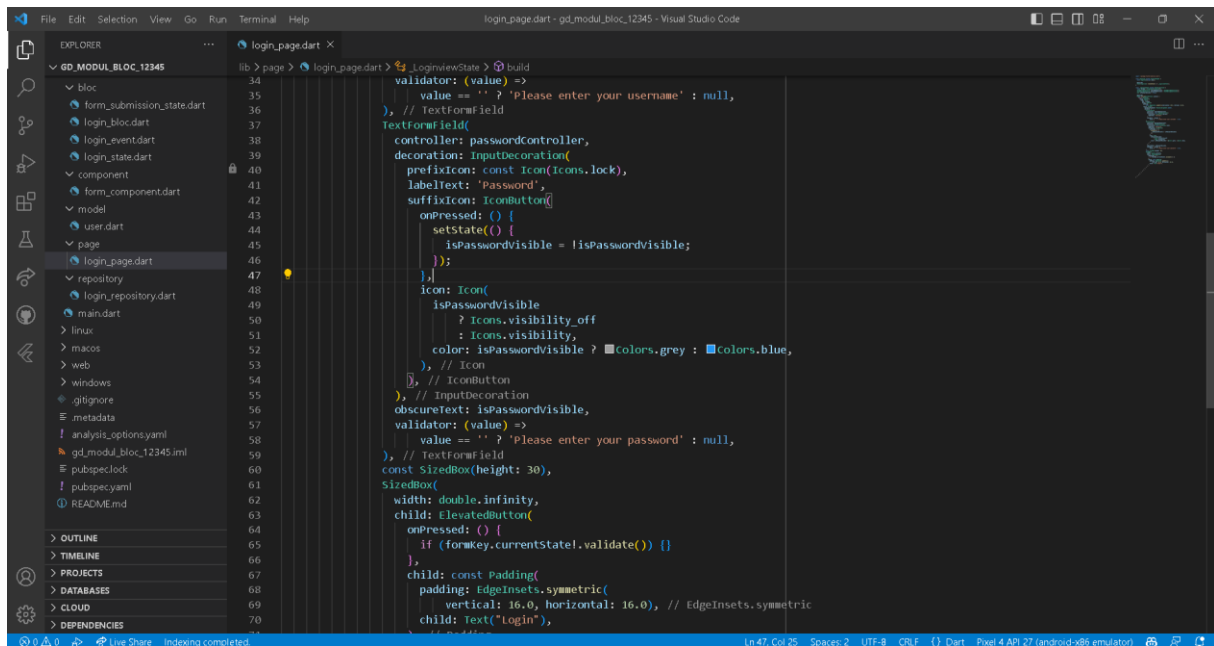 File Edit Selection View Go Run Terminal Help
login_page.dart - gd_modul_bloc_12345 - Visual Studio Code
EXPLORER ...
GD_MODUL_BLOC_12345
bloc
form_submission_state.dart
login_bloc.dart
login_event.dart
login_state.dart
component
form_component.dart
model
user.dart
page
login_page.dart
repository
login_repository.dart
main.dart
> linux
> macos
> web
> windows
.gitignore
.metadata
! analysis_options.yaml
gd_modul_bloc_12345.iml
pubspec.lock
! pubspec.yaml
README.md
> OUTLINE
> TIMELINE
> PROJECTS
> DATABASES
> CLOUD
> DEPENDENCIES
login_page.dart ×
lib > page > login_page.dart > _LoginviewState > build
34 validator: (value) =>
35 value == '' ? 'Please enter your username' : null,
36 ), // TextFormField
37 TextFormField(
38 controller: passwordController,
39 decoration: InputDecoration(
40 prefixIcon: const Icon(Icons.lock),
41 labelText: 'Password',
42 suffixIcon: IconButton(
43 onPressed: () {
44 setState(() {
45 isPasswordVisible = !isPasswordVisible;
46 });
47 },
48 icon: Icon(
49 isPasswordVisible
50 ? Icons.visibility_off
51 : Icons.visibility,
52 color: isPasswordVisible ? Colors.grey : Colors.blue,
53 ), // Icon
54 ), // IconButton
55 ), // InputDecoration
56 obscureText: isPasswordVisible,
57 validator: (value) =>
58 value == '' ? 'Please enter your password' : null,
59 ), // TextFormField
60 const SizedBox(height: 30),
61 SizedBox(
62 width: double.infinity,
63 child: ElevatedButton(
64 onPressed: () {
65 if (formKey.currentState!.validate()) {}
66 },
67 child: const Padding(
68 padding: EdgeInsets.symmetric(
69 vertical: 16.0, horizontal: 16.0), // EdgeInsets.symmetric
70 child: Text("Login"),
0 0 Live Share Indexing completed. Ln 47, Col 25 Spaces: 2 UTF-8 CRLF {} Dart Pixel 4 API 27 (android-x86 emulator)